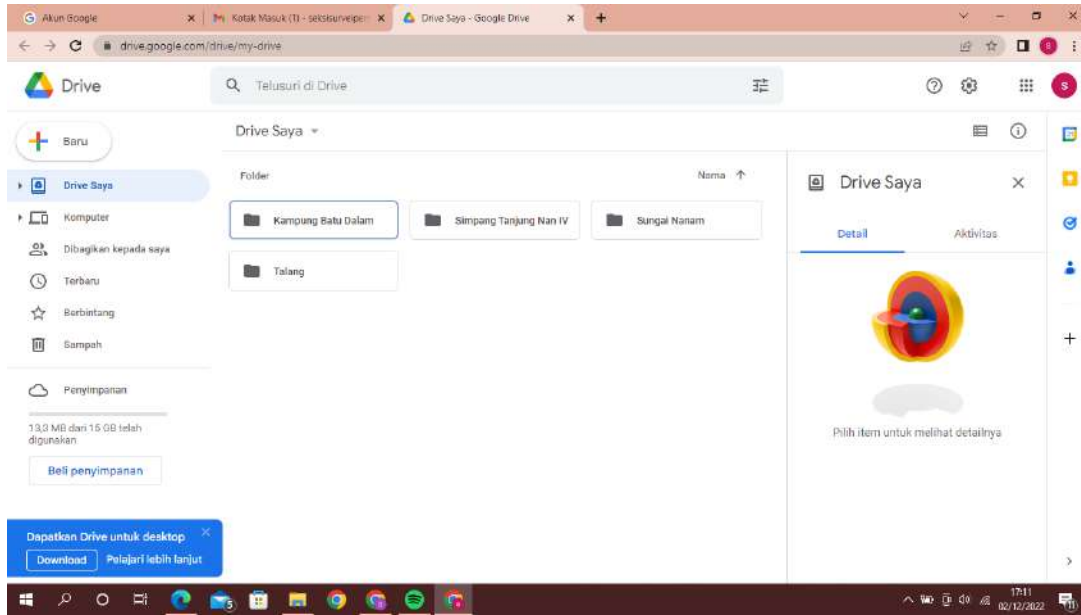 Akun Google
Kotak Masuk (1) - seksisurveiper
Drive Saya - Google Drive
drive.google.com/drive/my-drive
Drive
Telusuri di Drive
S
Baru
Drive Saya
Komputer
Dibagikan kepada saya
Terbaru
Berbintang
Sampah
Penyimpanan
13,3 MB dari 15 GB telah
digunakan
Beli penyimpanan
Dapatkan Drive untuk desktop
Download Pelajari lebih lanjut
Drive Saya
Folder Nama
Kampung Batu Dalam Simpang Tanjung Nan IV Sungai Nanam
Talang
Drive Saya
Detail Aktivitas
Pilih item untuk melihat detailnya
17:11
02/12/2022